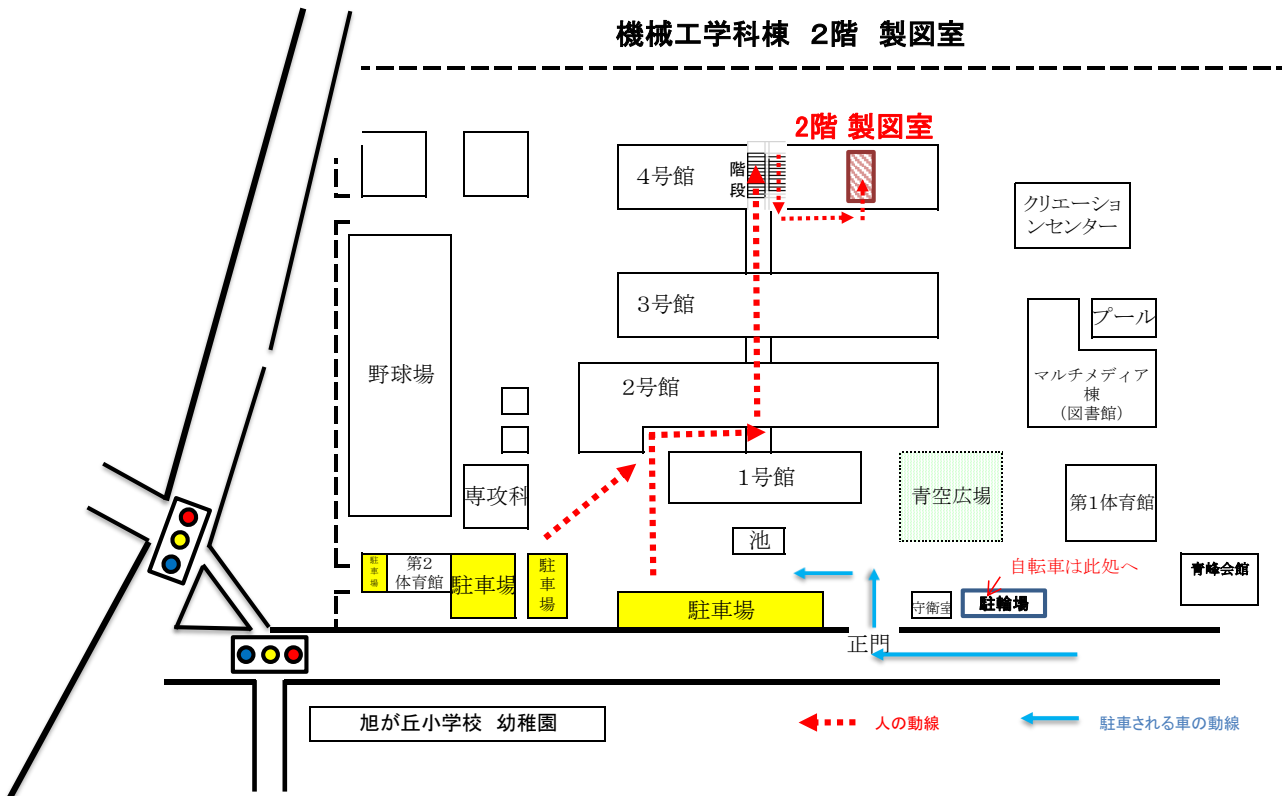 機械工学科棟 2階 製図室
2階 製図室
4号館
階
段
クリエーショ
ンセンター
3号館
プール
野球場
2号館
マルチメディア
棟
(図書館)
専攻科
1号館
青空広場
第1体育館
池
駐
車
場
第2
体育館
駐車場
駐
車
場
自転車は此処へ
青峰会館
駐車場
守衛室
駐輪場
正門
旭が丘小学校 幼稚園
人の動線
駐車される車の動線